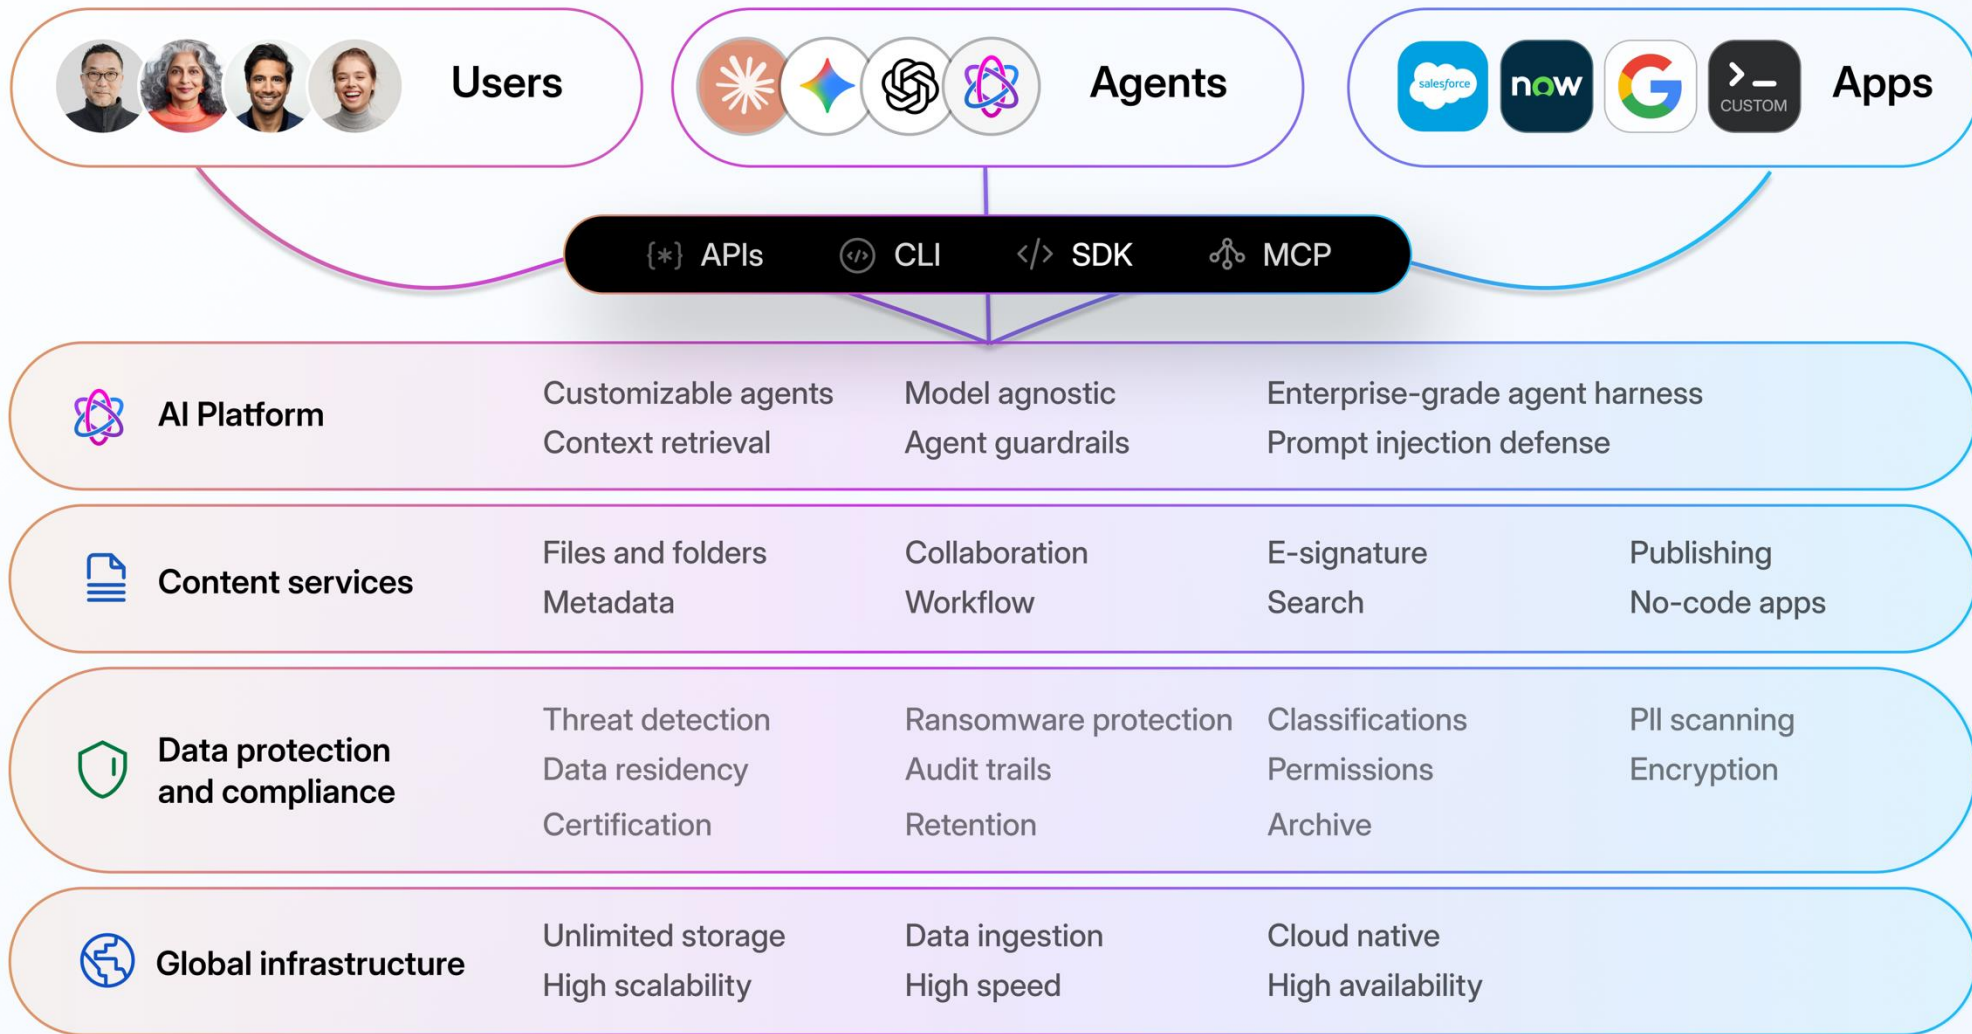 Users
Agents
salesforce
now
CUSTOM
Apps
{*} APIs
</> CLI
</> SDK
MCP
AI Platform
Customizable agents
Model agnostic
Enterprise-grade agent harness
Context retrieval
Agent guardrails
Prompt injection defense
Content services
Files and folders
Collaboration
E-signature
Publishing
Metadata
Workflow
Search
No-code apps
Data protection
and compliance
Threat detection
Ransomware protection
Classifications
PII scanning
Data residency
Audit trails
Permissions
Encryption
Certification
Retention
Archive
Global infrastructure
Unlimited storage
Data ingestion
Cloud native
High scalability
High speed
High availability